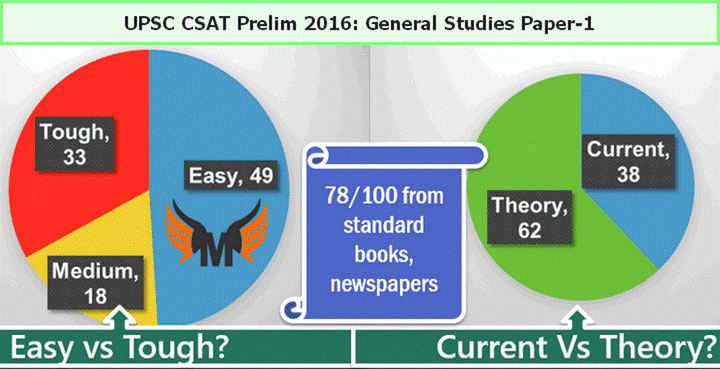 UPSC CSAT Prelim 2016: General Studies Paper-1
Tough,
33
Easy, 49
M
Medium,
18
78/100 from
standard
books,
newspapers
Current,
38
Theory,
62
Easy vs Tough?
Current Vs Theory?